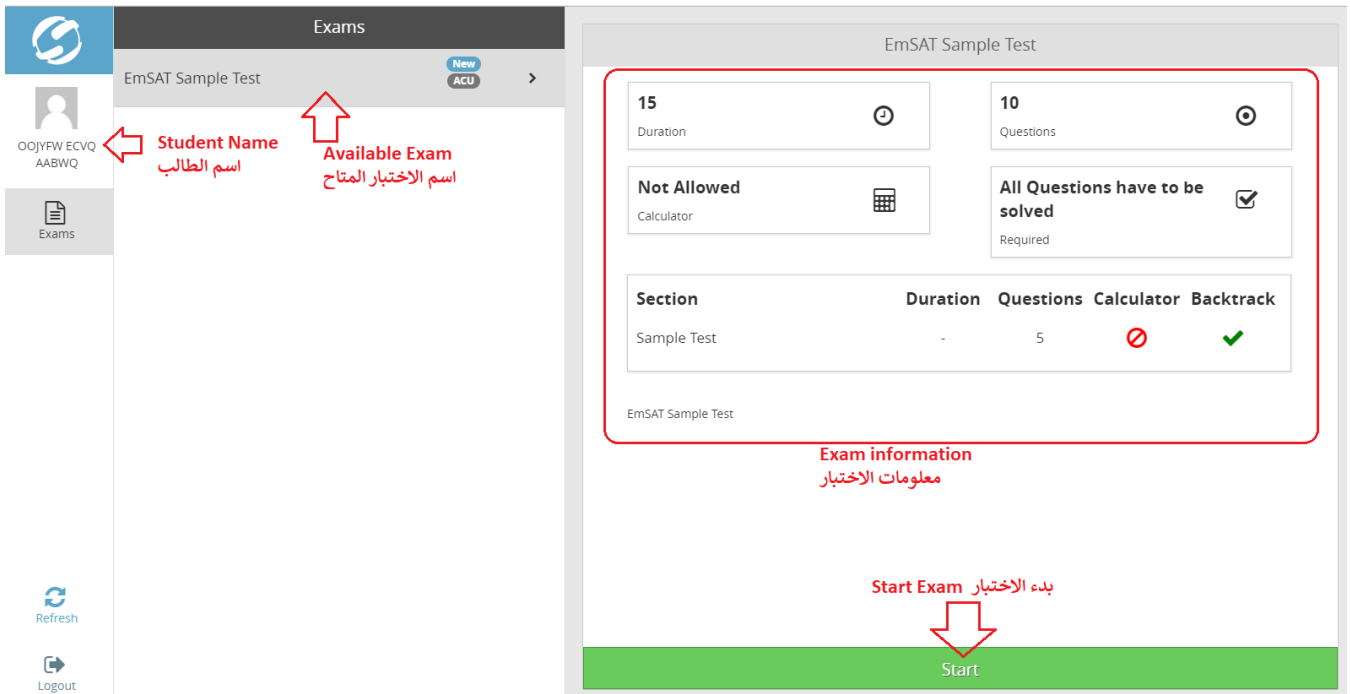 OOJYFW ECVQ
AABWQ
Student Name
اسم الطالب
Exams
Refresh
Logout
Exams
EmSAT Sample Test
New
ACU
Available Exam
اسم الاختبار المتاح
EmSAT Sample Test
15
Duration
10
Questions
Not Allowed
Calculator
All Questions have to be
solved
Required
Section Duration Questions Calculator Backtrack
Sample Test - 5
EmSAT Sample Test
Exam information
معلومات الاختبار
Start Exam بدء الاختبار
Start